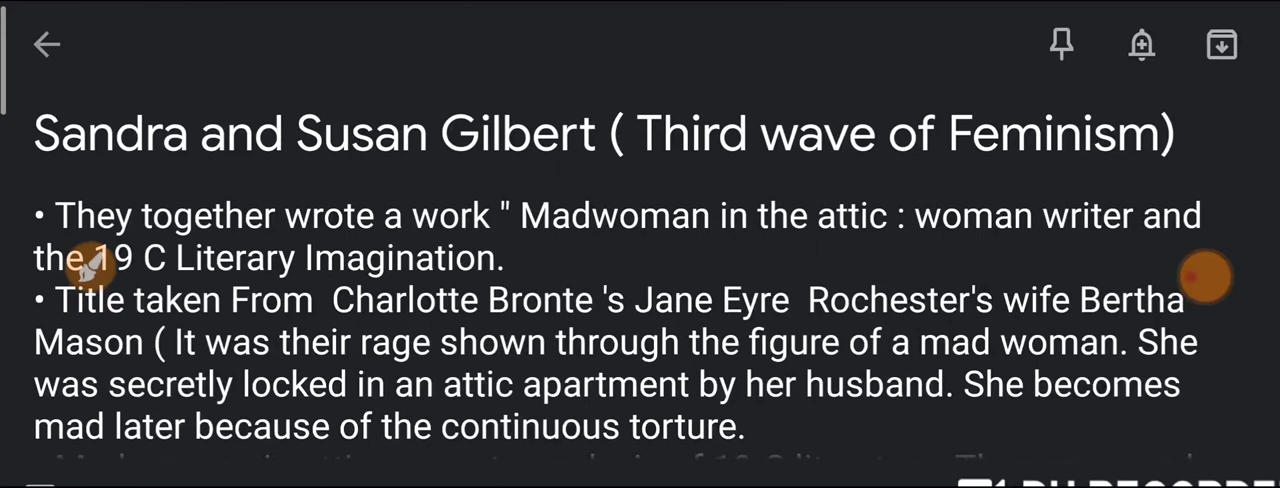 Sandra and Susan Gilbert ( Third wave of Feminism)
• They together wrote a work " Madwoman in the attic : woman writer and
the 19 C Literary Imagination.
• Title taken From Charlotte Bronte 's Jane Eyre Rochester's wife Bertha
Mason ( It was their rage shown through the figure of a mad woman. She
was secretly locked in an attic apartment by her husband. She becomes
mad later because of the continuous torture.